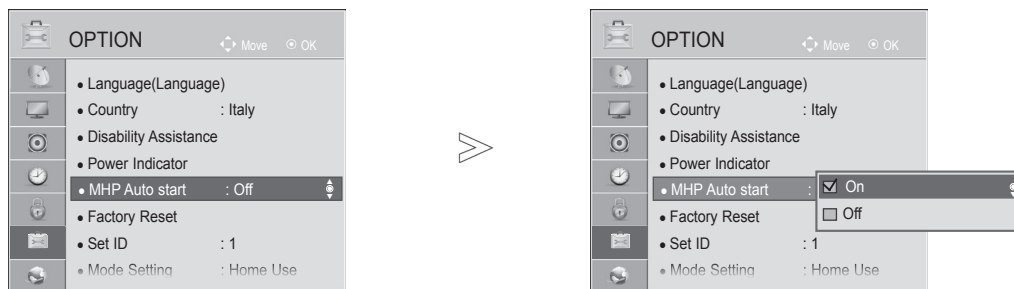 OPTION
Move OK
• Language(Language)
• Country : Italy
• Disability Assistance
• Power Indicator
• MHP Auto start : Off
• Factory Reset
• Set ID : 1
• Mode Setting : Home Use
OPTION
Move OK
• Language(Language)
• Country : Italy
• Disability Assistance
• Power Indicator
• MHP Auto start :
On
Off
• Factory Reset
• Set ID : 1
• Mode Setting : Home Use